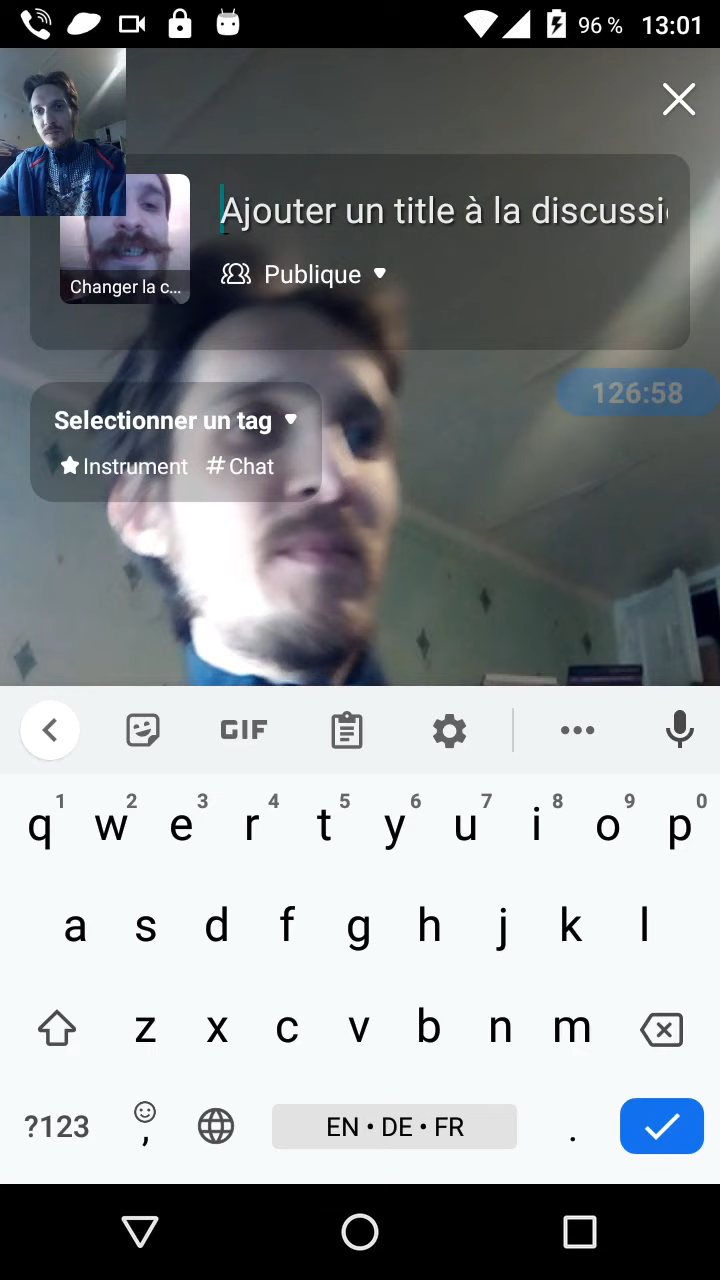 96 % 13:01
Ajouter un title à la discussi
Publique
Changer la c...
126:58
Selectionner un tag
Instrument #Chat
GIF
1 2 3 4 5 6 7 8 9 0
q w e r t y u i o p
a s d f g h j k l
z x c v b n m
?123 , EN • DE • FR .